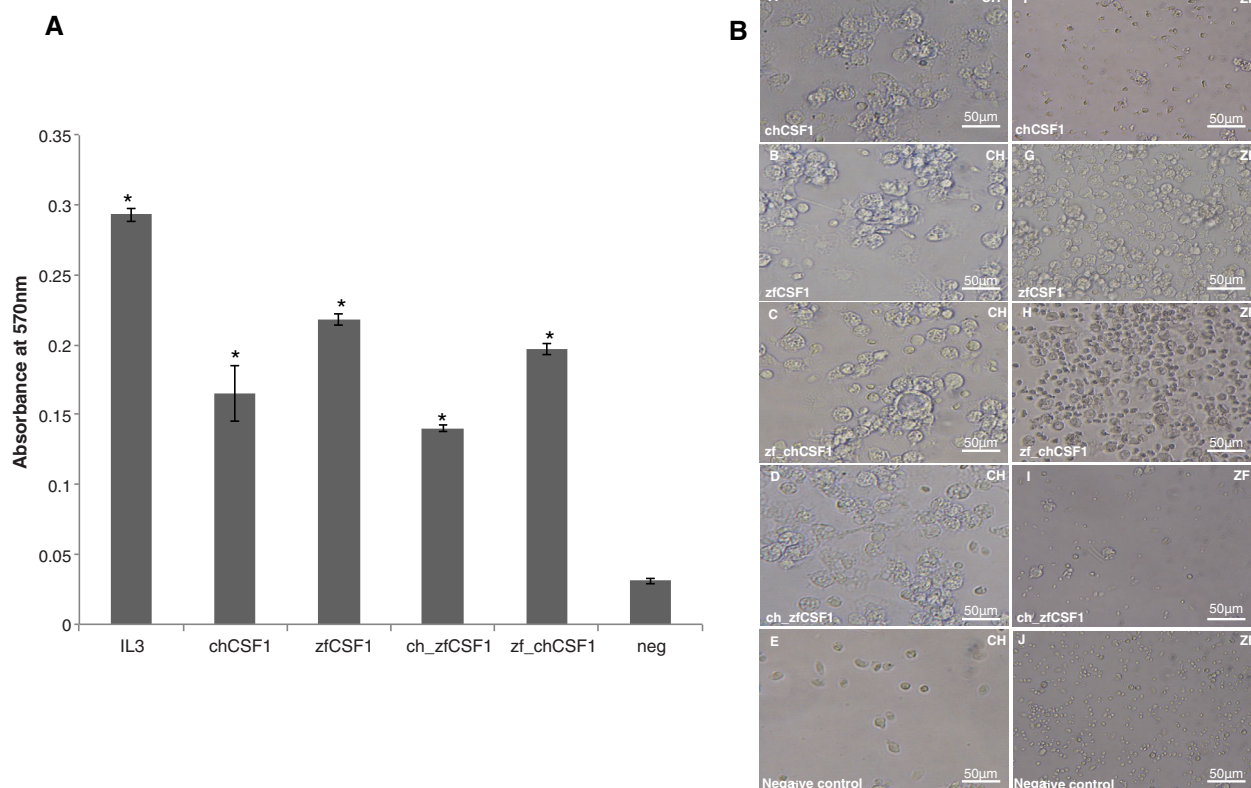 A
B
Absorbance at 570nm
0.35
0.3
0.25
0.2
0.15
0.1
0.05
0
*
*
*
*
*
IL3
chCSF1
zfCSF1
ch_zfCSF1
zf_chCSF1
neg
CH
chCSF1
50µm
chCSF1
50µm
B
CH
zfCSF1
50µm
G
zfCSF1
50µm
C
CH
zf_chCSF1
50µm
H
zf_chCSF1
50µm
D
CH
ch_zfCSF1
50µm
I
ZF
ch_zfCSF1
50µm
E
CH
Negaive control
50µm
J
Negaive control
50µm